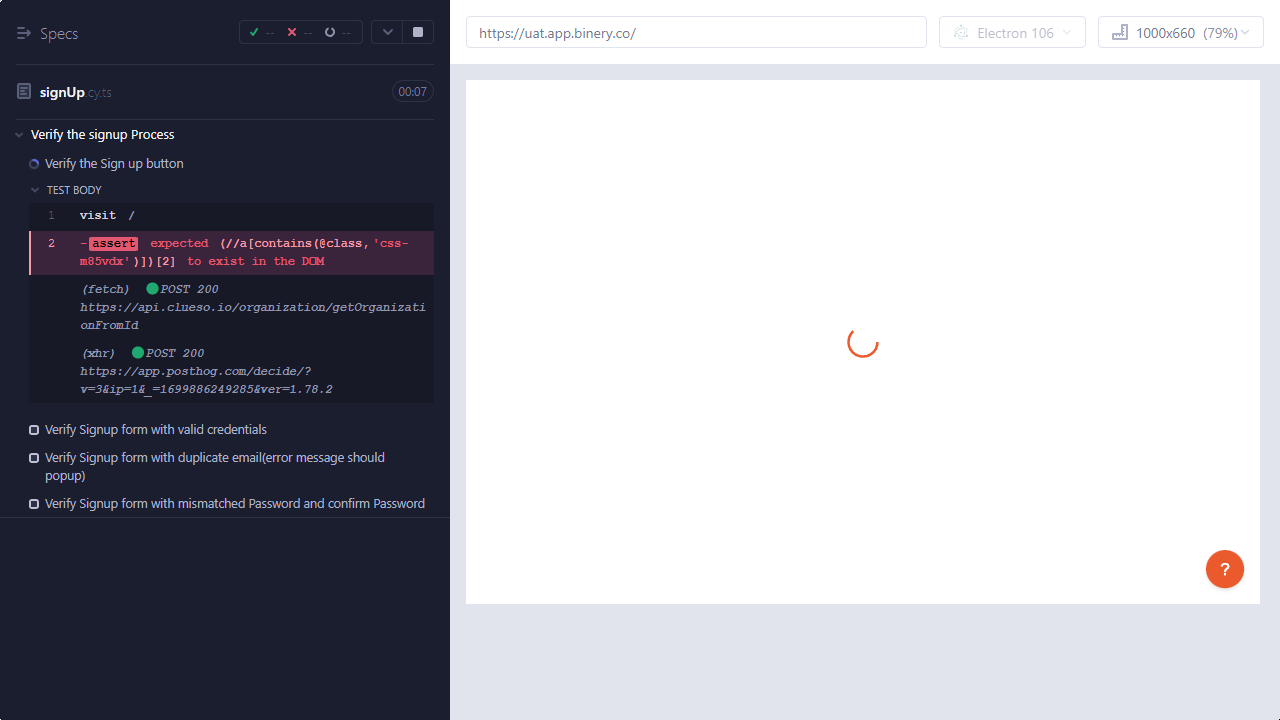 Specs
-- -- --
signUp.cy.ts 00:07
Verify the signup Process
Verify the Sign up button
TEST BODY
1 visit /
2 -assert expected (//a[contains(@class,'css-
m85vdx')])[2] to exist in the DOM
(fetch) POST 200
https://api.clueso.io/organization/getOrganizati
onFromId
(xhr) POST 200
https://app.posthog.com/decide/?
v=3&ip=1&_=1699886249285&ver=1.78.2
Verify Signup form with valid credentials
Verify Signup form with duplicate email(error message should
popup)
Verify Signup form with mismatched Password and confirm Password
https://uat.app.binery.co/
Electron 106
1000x660 (79%)
?